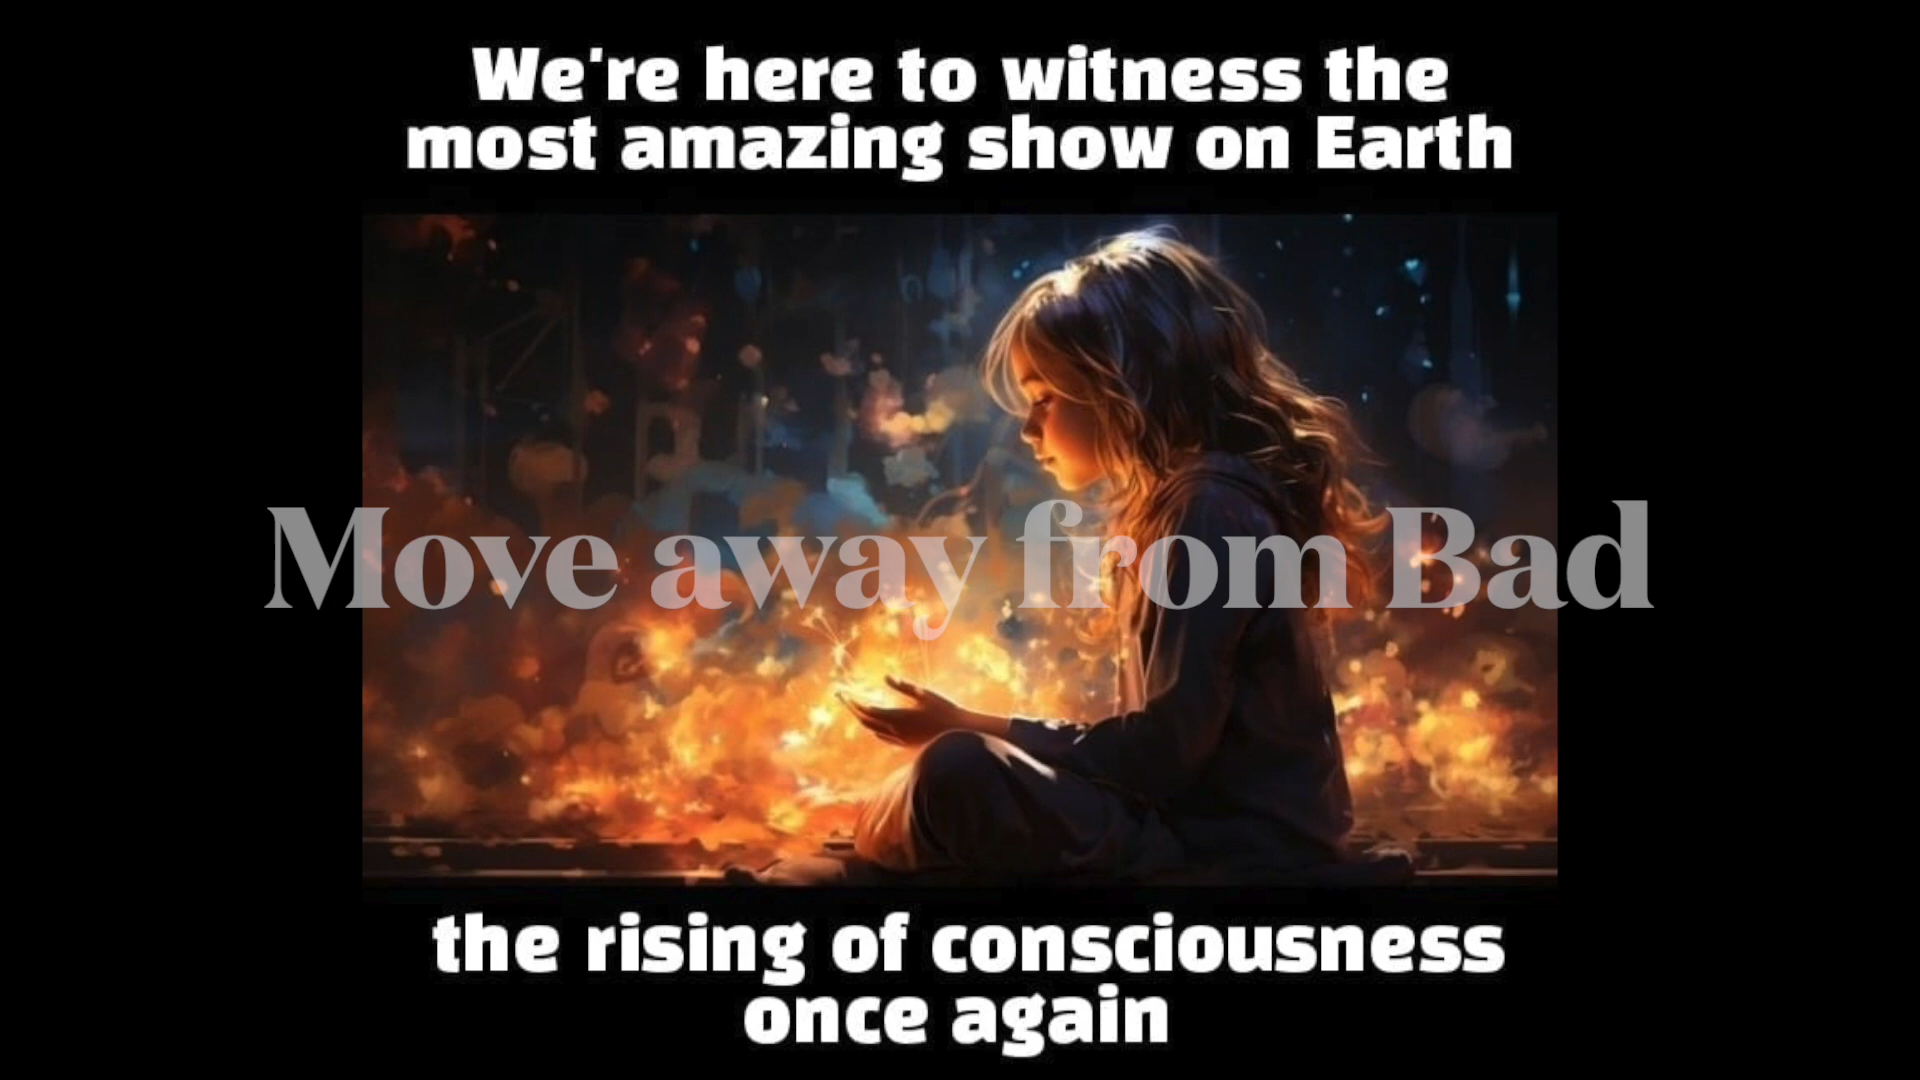 We're here to witness the
most amazing show on Earth
Move away from Bad
the rising of consciousness
once again